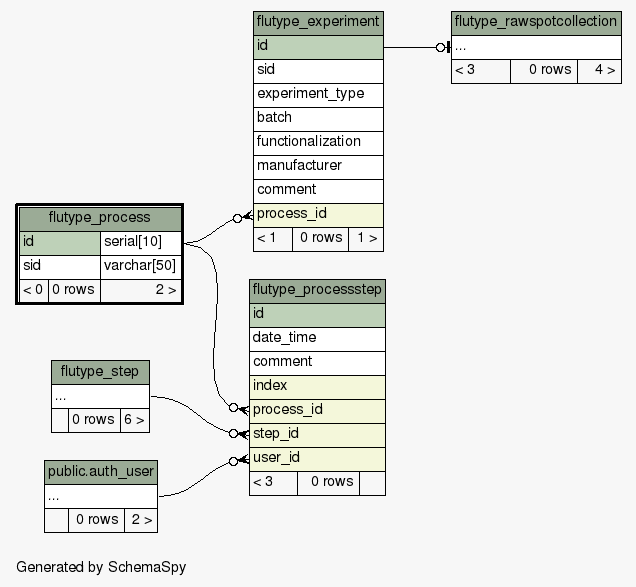 flutype_experiment
id
sid
experiment_type
batch
functionalization
manufacturer
comment
process_id
< 1 0 rows 1 >
flutype_rawspotcollection
...
< 3 0 rows 4 >
flutype_process
id serial[10]
sid varchar[50]
< 0 0 rows 2 >
flutype_processstep
id
date_time
comment
index
process_id
step_id
user_id
< 3 0 rows
flutype_step
...
0 rows 6 >
public.auth_user
...
0 rows 2 >
Generated by SchemaSpy